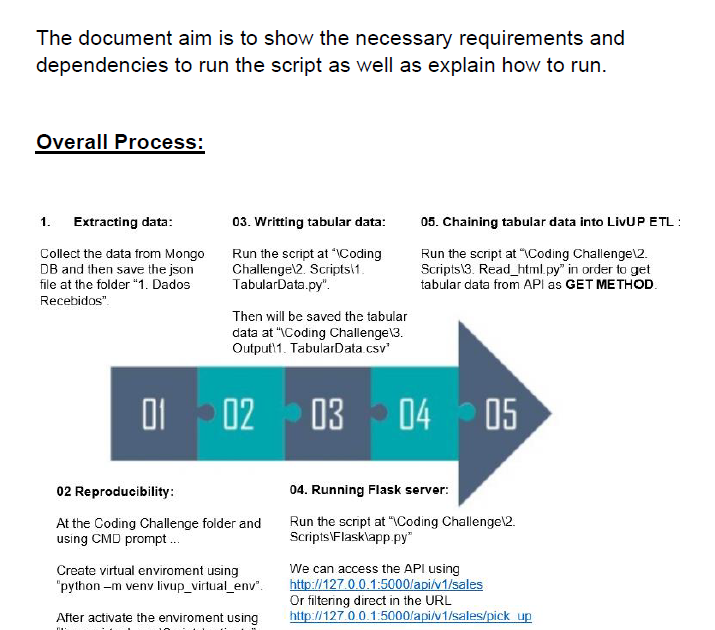 The document aim is to show the necessary requirements and
dependencies to run the script as well as explain how to run.
Overall Process:
1. Extracting data:
Collect the data from Mongo
DB and then save the json
file at the folder “1. Dados
Recebidos”.
03. Writting tabular data:
Run the script at “\Coding
Challenge\2. Scripts\1.
TabularData.py”.
Then will be saved the tabular
data at “\Coding Challenge\3.
Output\1. TabularData.csv’
05. Chaining tabular data into LivUP ETL :
Run the script at “\Coding Challenge\2.
Scripts\3. Read_html.py” in order to get
tabular data from API as GET METHOD.
01
02
03
04
05
02 Reproducibility:
At the Coding Challenge folder and
using CMD prompt ...
Create virtual enviroment using
“python –m venv livup_virtual_env”.
After activate the enviroment using
04. Running Flask server:
Run the script at “\Coding Challenge\2.
Scripts\Flask\app.py”
We can access the API using
http://127.0.0.1:5000/api/v1/sales
Or filtering direct in the URL
http://127.0.0.1:5000/api/v1/sales/pick_up